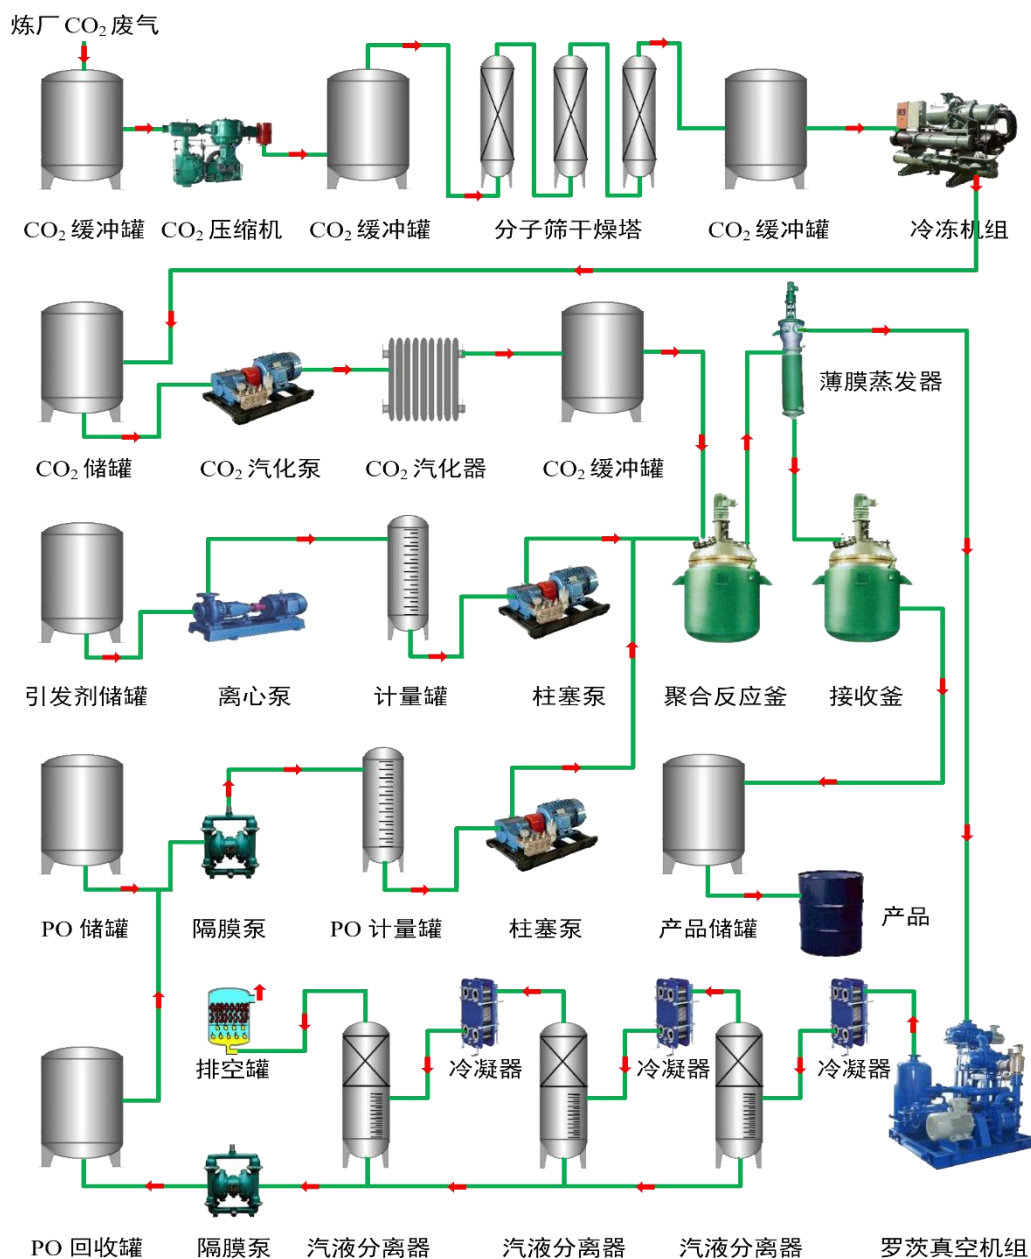 炼厂 CO₂ 废气
CO₂ 缓冲罐 CO₂ 压缩机 CO₂ 缓冲罐 分子筛干燥塔 CO₂ 缓冲罐 冷冻机组
薄膜蒸发器
CO₂ 储罐 CO₂ 汽化泵 CO₂ 汽化器 CO₂ 缓冲罐
引发剂储罐 离心泵 计量罐 柱塞泵 聚合反应釜 接收釜
产品
PO 储罐 隔膜泵 PO 计量罐 柱塞泵 产品储罐
排空罐 冷凝器 冷凝器 冷凝器
PO 回收罐 隔膜泵 汽液分离器 汽液分离器 汽液分离器 罗茨真空机组